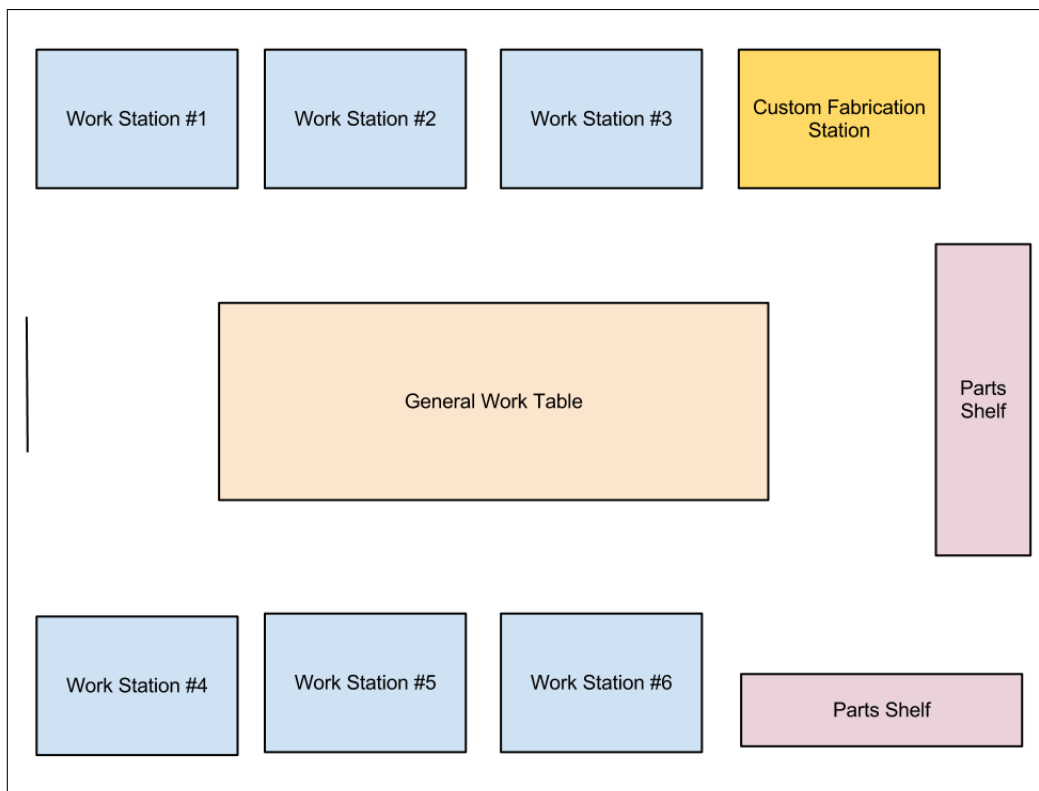 Work Station #1
Work Station #2
Work Station #3
Custom Fabrication
Station
General Work Table
Parts
Shelf
Work Station #4
Work Station #5
Work Station #6
Parts Shelf